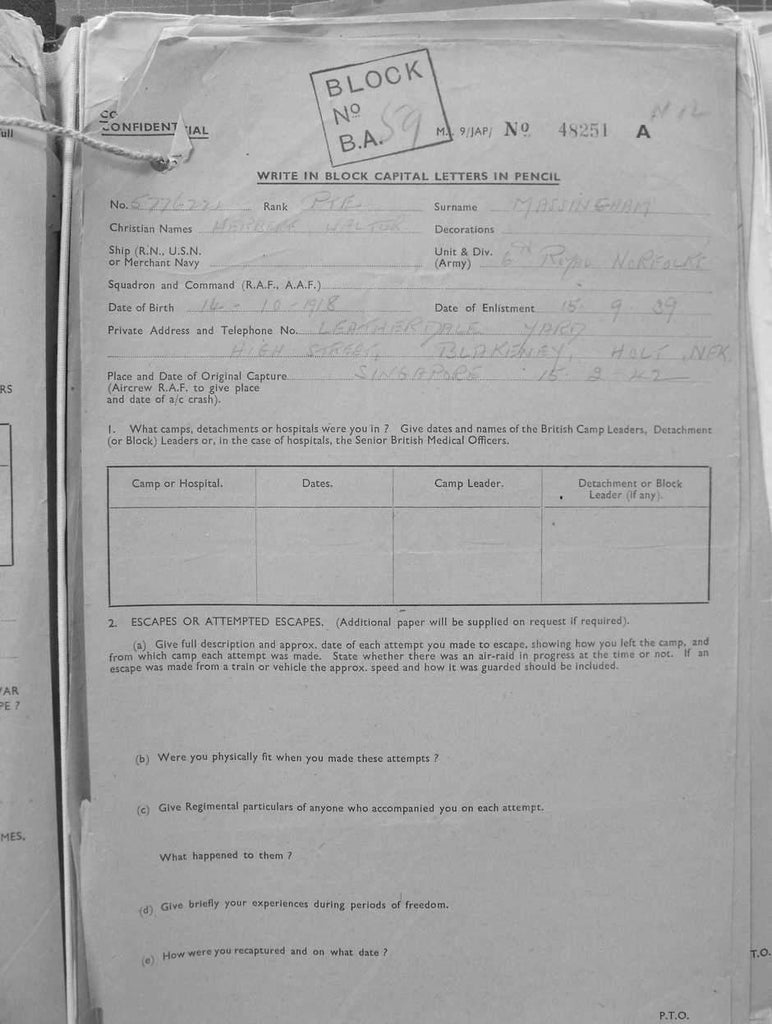 ull
BLOCK
Nº
B.A. 59
CC
CONFIDENTIAL
M.I. 9/JAP/ Nº 48251 A
WRITE IN BLOCK CAPITAL LETTERS IN PENCIL
No. Rank PTE. Surname MASSINGHAM
Christian Names WALTER Decorations
Ship (R.N., U.S.N.
or Merchant Navy
Unit & Div.
(Army) 6TH ROYAL NORFOLKS
Squadron and Command (R.A.F., A.A.F.)
Date of Birth 14 - 10 - 1918 Date of Enlistment 15 . 9 . 39
Private Address and Telephone No. LEATHERDALE YARD
HIGH STREET, BLAKENEY, HOLT, NFK.
Place and Date of Original Capture SINGAPORE 15 2 42
(Aircrew R.A.F. to give place
and date of a/c crash).
RS
1. What camps, detachments or hospitals were you in ? Give dates and names of the British Camp Leaders, Detachment
(or Block) Leaders or, in the case of hospitals, the Senior British Medical Officers.
Camp or Hospital. Dates. Camp Leader. Detachment or Block
Leader (if any).
2. ESCAPES OR ATTEMPTED ESCAPES. (Additional paper will be supplied on request if required).
(a) Give full description and approx. date of each attempt you made to escape, showing how you left the camp, and
from which camp each attempt was made. State whether there was an air-raid in progress at the time or not. If an
escape was made from a train or vehicle the approx. speed and how it was guarded should be included.
AR
PE ?
(b) Were you physically fit when you made these attempts ?
(c) Give Regimental particulars of anyone who accompanied you on each attempt.
MES.
What happened to them ?
(d) Give briefly your experiences during periods of freedom.
(e) How were you recaptured and on what date ?
T.O.
P.T.O.